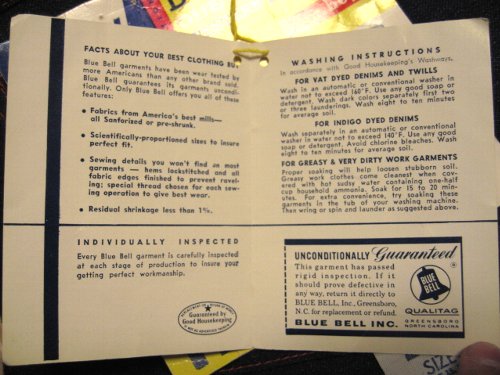 FACTS ABOUT YOUR BEST CLOTHING BUY
Blue Bell garments have been wear tested by
more Americans than any other brand sold.
Blue Bell guarantees its garments uncondi-
tionally. Only Blue Bell offers you all of these
features:
• Fabrics from America's best mills—
all Sanforized or pre-shrunk.
• Scientifically-proportioned sizes to insure
perfect fit.
• Sewing details you won't find on most
garments — hems lockstitched and all
fabric edges finished to prevent ravel-
ing; special thread chosen for each sew-
ing operation to give best wear.
• Residual shrinkage less than 1%.
INDIVIDUALLY INSPECTED
Every Blue Bell garment is carefully inspected
at each stage of production to insure your
getting perfect workmanship.
Guaranteed by
Good Housekeeping
WASHING INSTRUCTIONS
In accordance with Good Housekeeping's Washways.
FOR VAT DYED DENIMS AND TWILLS
Wash in an automatic or conventional washer in
water not to exceed 160°F. Use any good soap or
detergent. Wash dark colors separately first two
or three launderings. Wash eight to ten minutes
for average soil.
FOR INDIGO DYED DENIMS
Wash separately in an automatic or conventional
washer in water not to exceed 140°F. Use any good
soap or detergent. Avoid chlorine bleaches. Wash
eight to ten minutes for average soil.
FOR GREASY & VERY DIRTY WORK GARMENTS
Proper soaking will help loosen stubborn soil.
Greasy work clothes come cleanest when cov-
ered with hot sudsy water containing one-half
cup household ammonia. Soak for 15 to 20 min-
utes. For extra convenience, try soaking these
garments in the tub of your washing machine.
Then wring or spin and launder as suggested above.
UNCONDITIONALLY Guaranteed
This garment has passed
rigid inspection. If it
should prove defective in
any way, return it directly to
BLUE BELL, Inc., Greensboro,
N.C. for replacement or refund.
BLUE BELL INC.
BLUE
BELL
®
QUALITAG
GREENSBORO
NORTH CAROLINA
SIZE